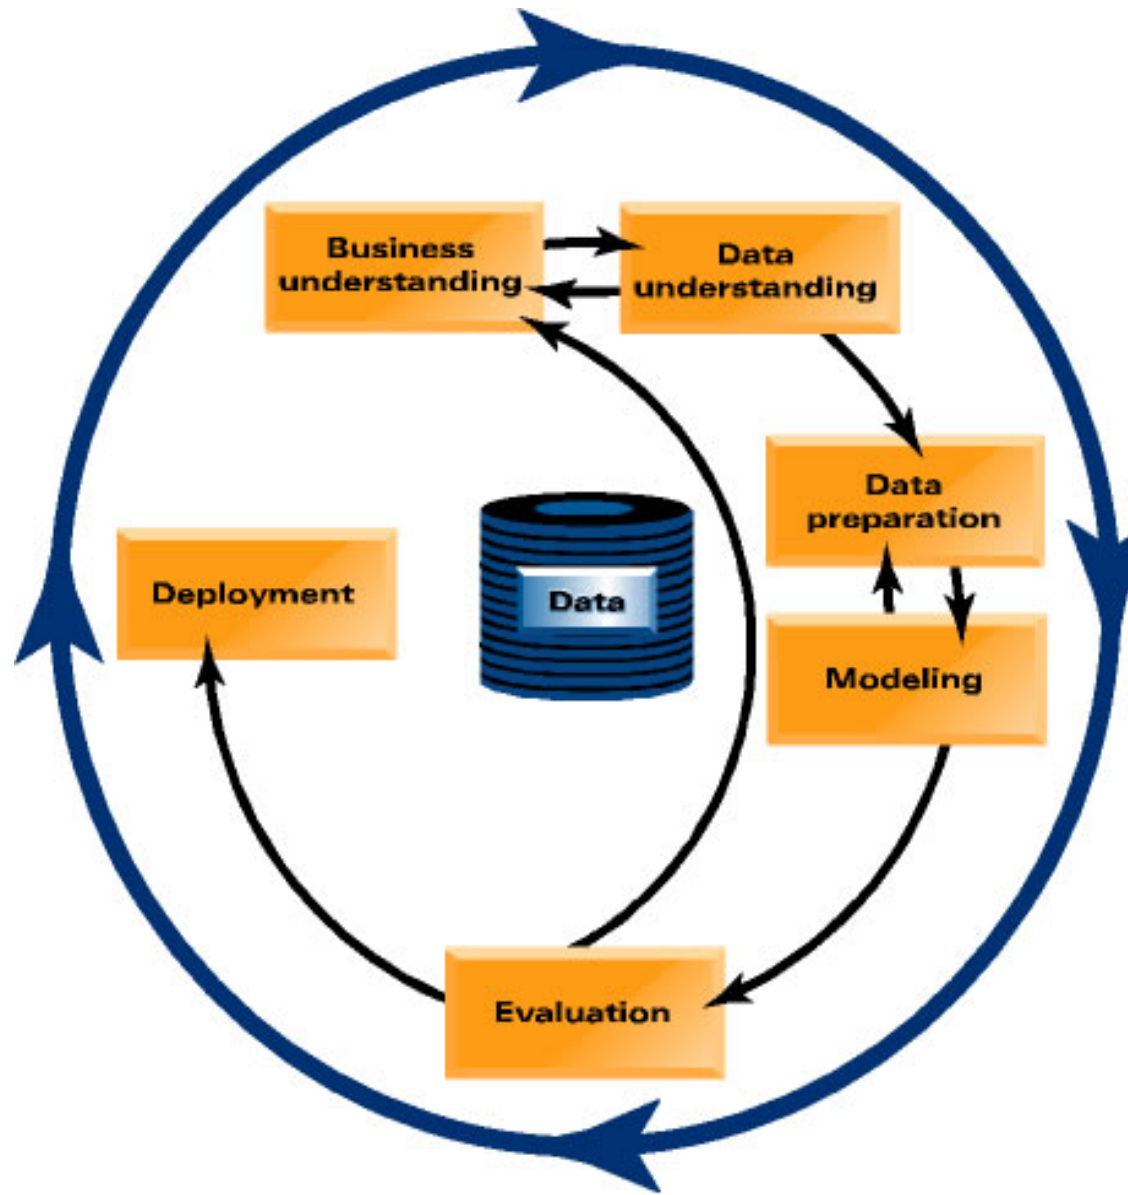 Business
understanding
Data
understanding
Data
preparation
Deployment
Data
Modeling
Evaluation